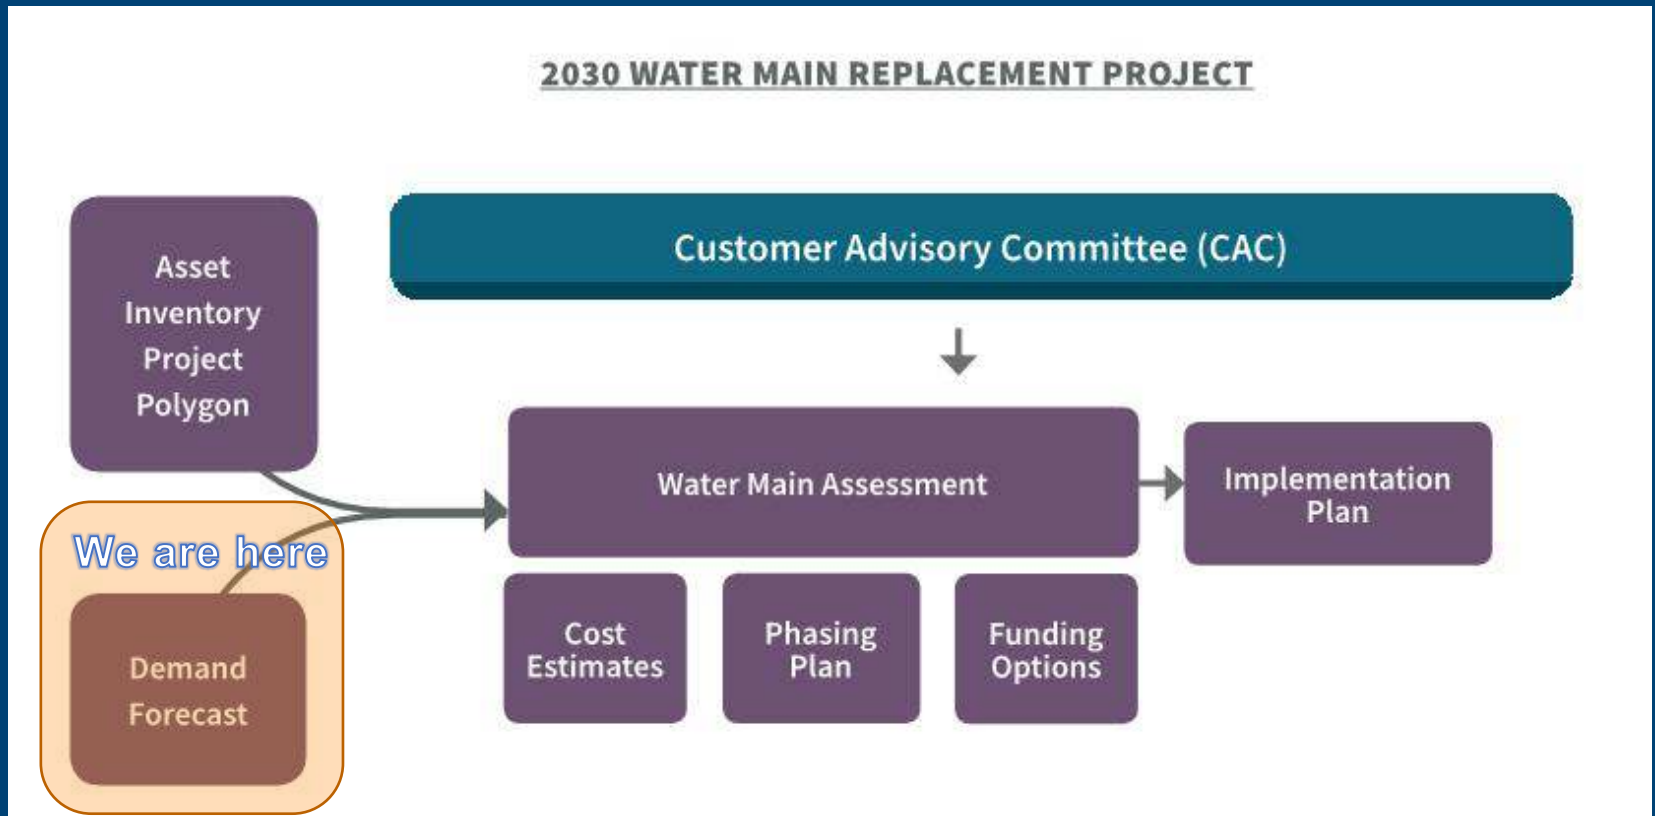 2030 WATER MAIN REPLACEMENT PROJECT
Customer Advisory Committee (CAC)
Asset
Inventory
Project
Polygon
Water Main Assessment
Implementation
Plan
We are here
Demand
Forecast
Cost
Estimates
Phasing
Plan
Funding
Options